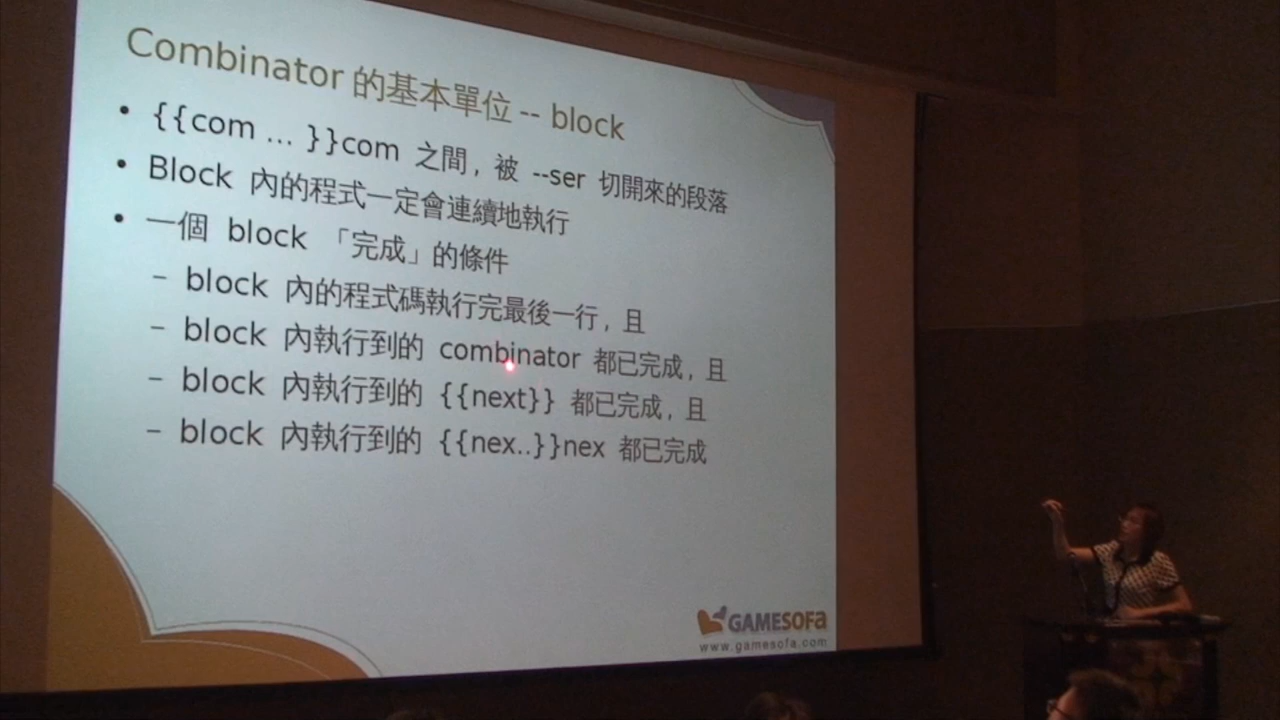 Combinator 的基本單位 -- block
• {{com ... }}com 之間, 被 --ser 切開來的段落
• Block 內的程式一定會連續地執行
• 一個 block 「完成」的條件
– block 內的程式碼執行完最後一行, 且
– block 內執行到的 combinator 都已完成, 且
– block 內執行到的 {{next}} 都已完成, 且
– block 內執行到的 {{nex..}}nex 都已完成
GAMESOFA
www.gamesofa.com